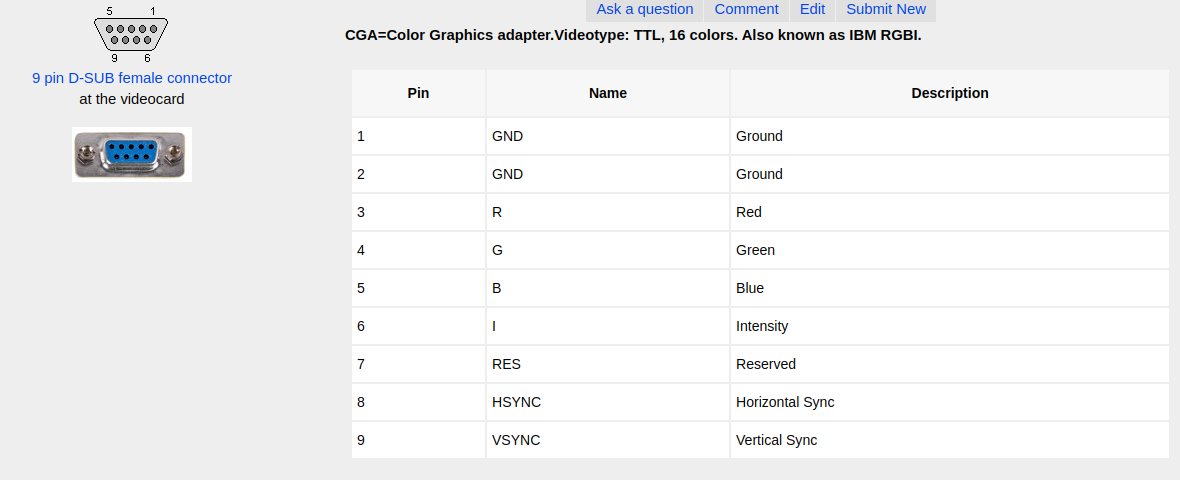 5 1
9 6
9 pin D-SUB female connector
at the videocard
Ask a question Comment Edit Submit New
CGA=Color Graphics adapter.Videotype: TTL, 16 colors. Also known as IBM RGBI.
Pin Name Description
1 GND Ground
2 GND Ground
3 R Red
4 G Green
5 B Blue
6 I Intensity
7 RES Reserved
8 HSYNC Horizontal Sync
9 VSYNC Vertical Sync